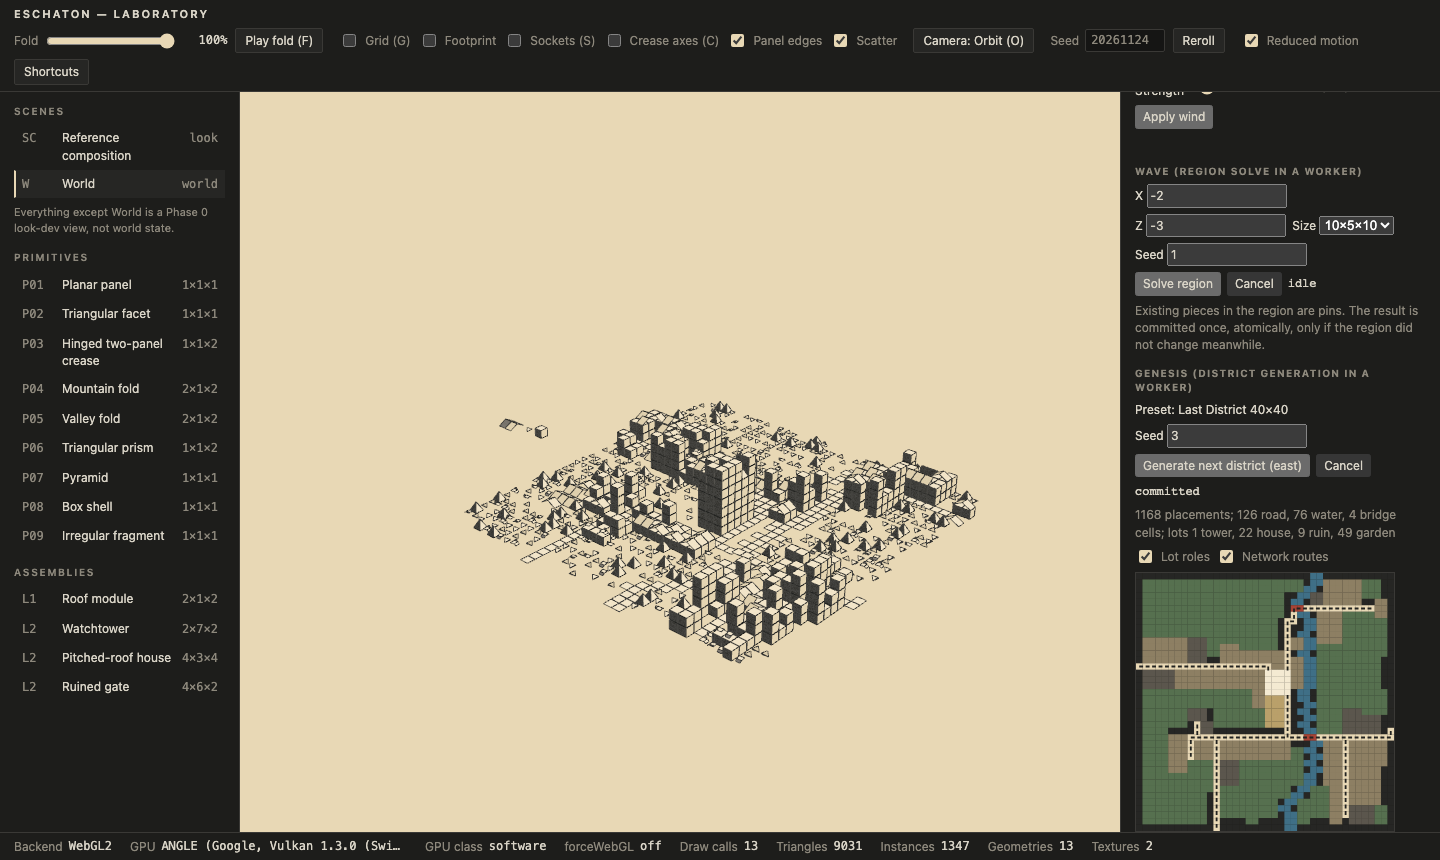 ESCHATON — LABORATORY
Fold 100% Play fold (F) Grid (G) Footprint Sockets (S) Crease axes (C) Panel edges Scatter Camera: Orbit (O) Seed 20261124 Reroll Reduced motion
Shortcuts
SCENES
SC Reference composition look
W World world
Everything except World is a Phase 0
look-dev view, not world state.
PRIMITIVES
P01 Planar panel 1×1×1
P02 Triangular facet 1×1×1
P03 Hinged two-panel crease 1×1×2
P04 Mountain fold 2×1×2
P05 Valley fold 2×1×2
P06 Triangular prism 1×1×2
P07 Pyramid 1×1×1
P08 Box shell 1×1×1
P09 Irregular fragment 1×1×1
ASSEMBLIES
L1 Roof module 2×1×2
L2 Watchtower 2×7×2
L2 Pitched-roof house 4×3×4
L2 Ruined gate 4×6×2
Strength
Apply wind
WAVE (REGION SOLVE IN A WORKER)
X -2
Z -3 Size 10×5×10
Seed 1
Solve region Cancel idle
Existing pieces in the region are pins. The result is
committed once, atomically, only if the region did
not change meanwhile.
GENESIS (DISTRICT GENERATION IN A
WORKER)
Preset: Last District 40×40
Seed 3
Generate next district (east) Cancel
committed
1168 placements; 126 road, 76 water, 4 bridge
cells; lots 1 tower, 22 house, 9 ruin, 49 garden
Lot roles Network routes
Backend WebGL2 GPU ANGLE (Google, Vulkan 1.3.0 (Swi… GPU class software forceWebGL off Draw calls 13 Triangles 9031 Instances 1347 Geometries 13 Textures 2